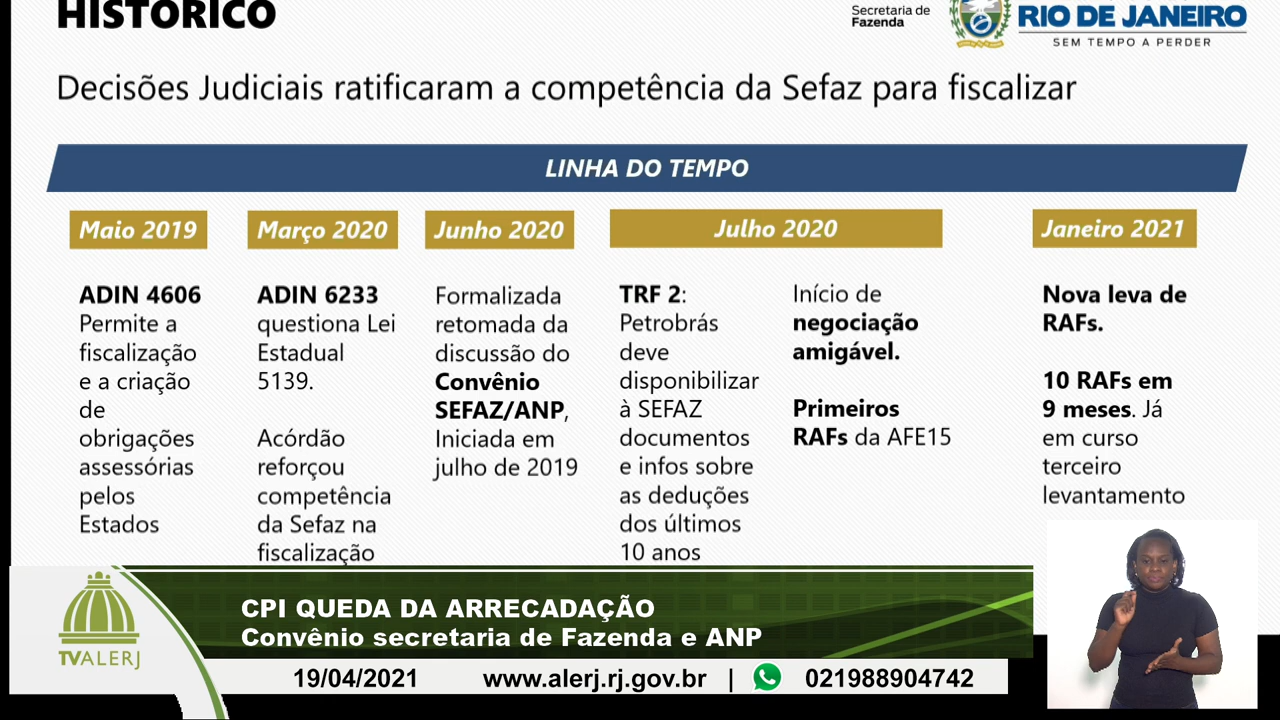 HISTÓRICO
Secretaria de
Fazenda
RIO DE JANEIRO
SEM TEMPO A PERDER
Decisões Judiciais ratificaram a competência da Sefaz para fiscalizar
LINHA DO TEMPO
Maio 2019
ADIN 4606
Permite a
fiscalização
e a criação
de
obrigações
assessórias
pelos
Estados
Março 2020
ADIN 6233
questiona Lei
Estadual
5139.
Acórdão
reforçou
competência
da Sefaz na
fiscalização
Junho 2020
Formalizada
retomada da
discussão do
Convênio
SEFAZ/ANP,
Iniciada em
julho de 2019
Julho 2020
TRF 2:
Petrobrás
deve
disponibilizar
à SEFAZ
documentos
e infos sobre
as deduções
dos últimos
10 anos
Início de
negociação
amigável.
Primeiros
RAFs da AFE15
Janeiro 2021
Nova leva de
RAFs.
10 RAFs em
9 meses. Já
em curso
terceiro
levantamento
TVALERJ
CPI QUEDA DA ARRECADAÇÃO
Convênio secretaria de Fazenda e ANP
19/04/2021 www.alerj.rj.gov.br | 021988904742